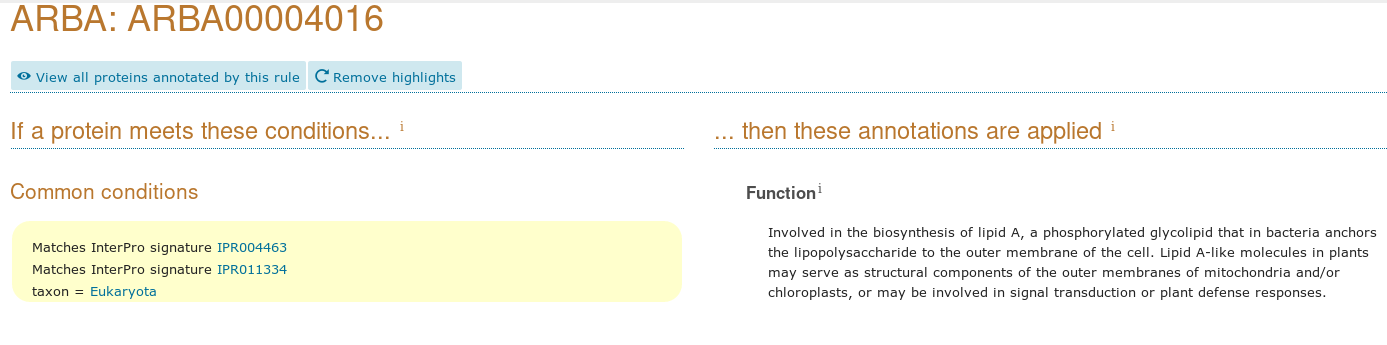 ARBA: ARBA00004016
View all proteins annotated by this rule
Remove highlights
If a protein meets these conditions... i
... then these annotations are applied i
Common conditions
Matches InterPro signature IPR004463
Matches InterPro signature IPR011334
taxon = Eukaryota
Function i
Involved in the biosynthesis of lipid A, a phosphorylated glycolipid that in bacteria anchors
the lipopolysaccharide to the outer membrane of the cell. Lipid A-like molecules in plants
may serve as structural components of the outer membranes of mitochondria and/or
chloroplasts, or may be involved in signal transduction or plant defense responses.